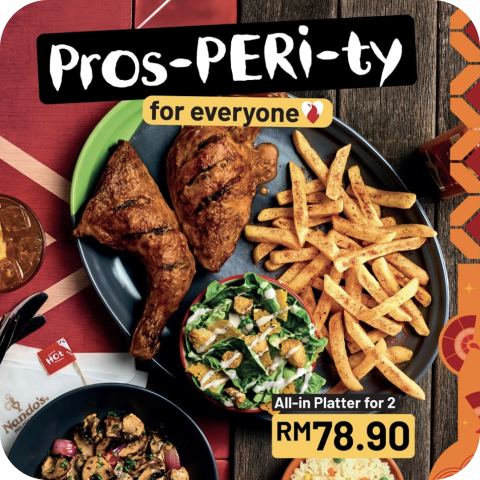 Pros-PERi-ty
for everyone
HOT
Nando's
All-in Platter for 2
RM78.90